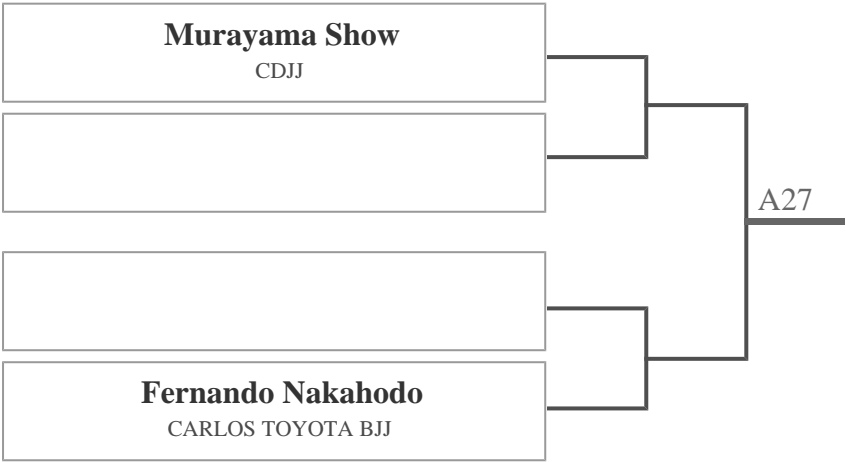 Murayama Show
CDJJ
A27
Fernando Nakahodo
CARLOS TOYOTA BJJ